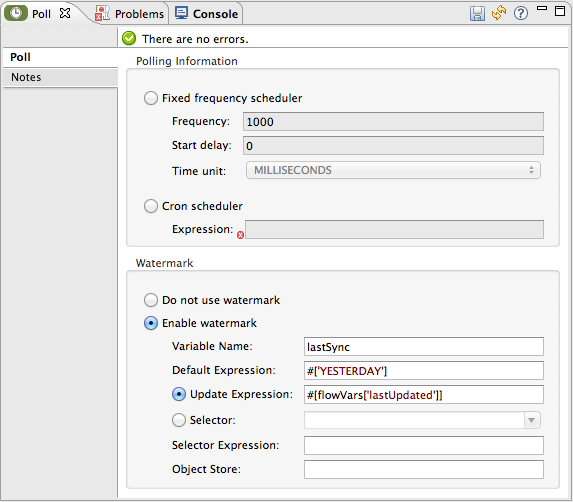 Poll Problems Console
There are no errors.
Poll
Notes
Polling Information
Fixed frequency scheduler
Frequency: 1000
Start delay: 0
Time unit: MILLISECONDS
Cron scheduler
Expression:
Watermark
Do not use watermark
Enable watermark
Variable Name: lastSync
Default Expression: #['YESTERDAY']
Update Expression: #[flowVars['lastUpdated']]
Selector:
Selector Expression:
Object Store: